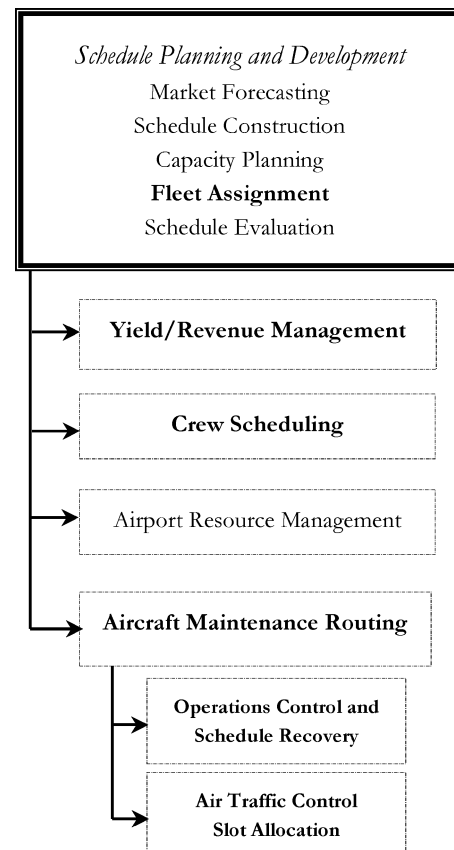 Schedule Planning and Development
Market Forecasting
Schedule Construction
Capacity Planning
Fleet Assignment
Schedule Evaluation
Yield/Revenue Management
Crew Scheduling
Airport Resource Management
Aircraft Maintenance Routing
Operations Control and
Schedule Recovery
Air Traffic Control
Slot Allocation